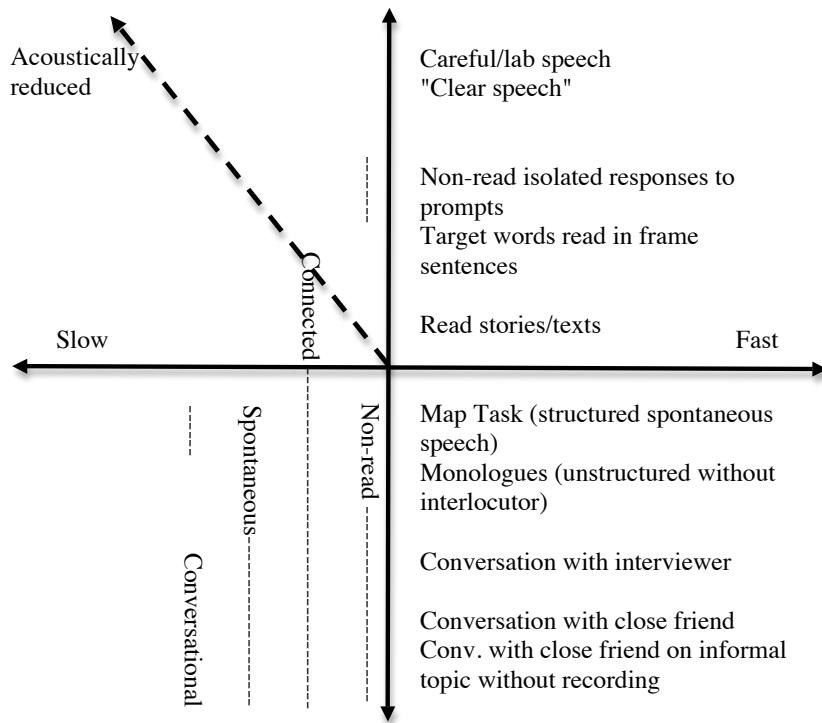 Acoustically
reduced
Careful/lab speech
"Clear speech"
Non-read isolated responses to
prompts
Target words read in frame
sentences
Connected
Read stories/texts
Slow
Fast
Non-read
Spontaneous
Conversational
Map Task (structured spontaneous
speech)
Monologues (unstructured without
interlocutor)
Conversation with interviewer
Conversation with close friend
Conv. with close friend on informal
topic without recording